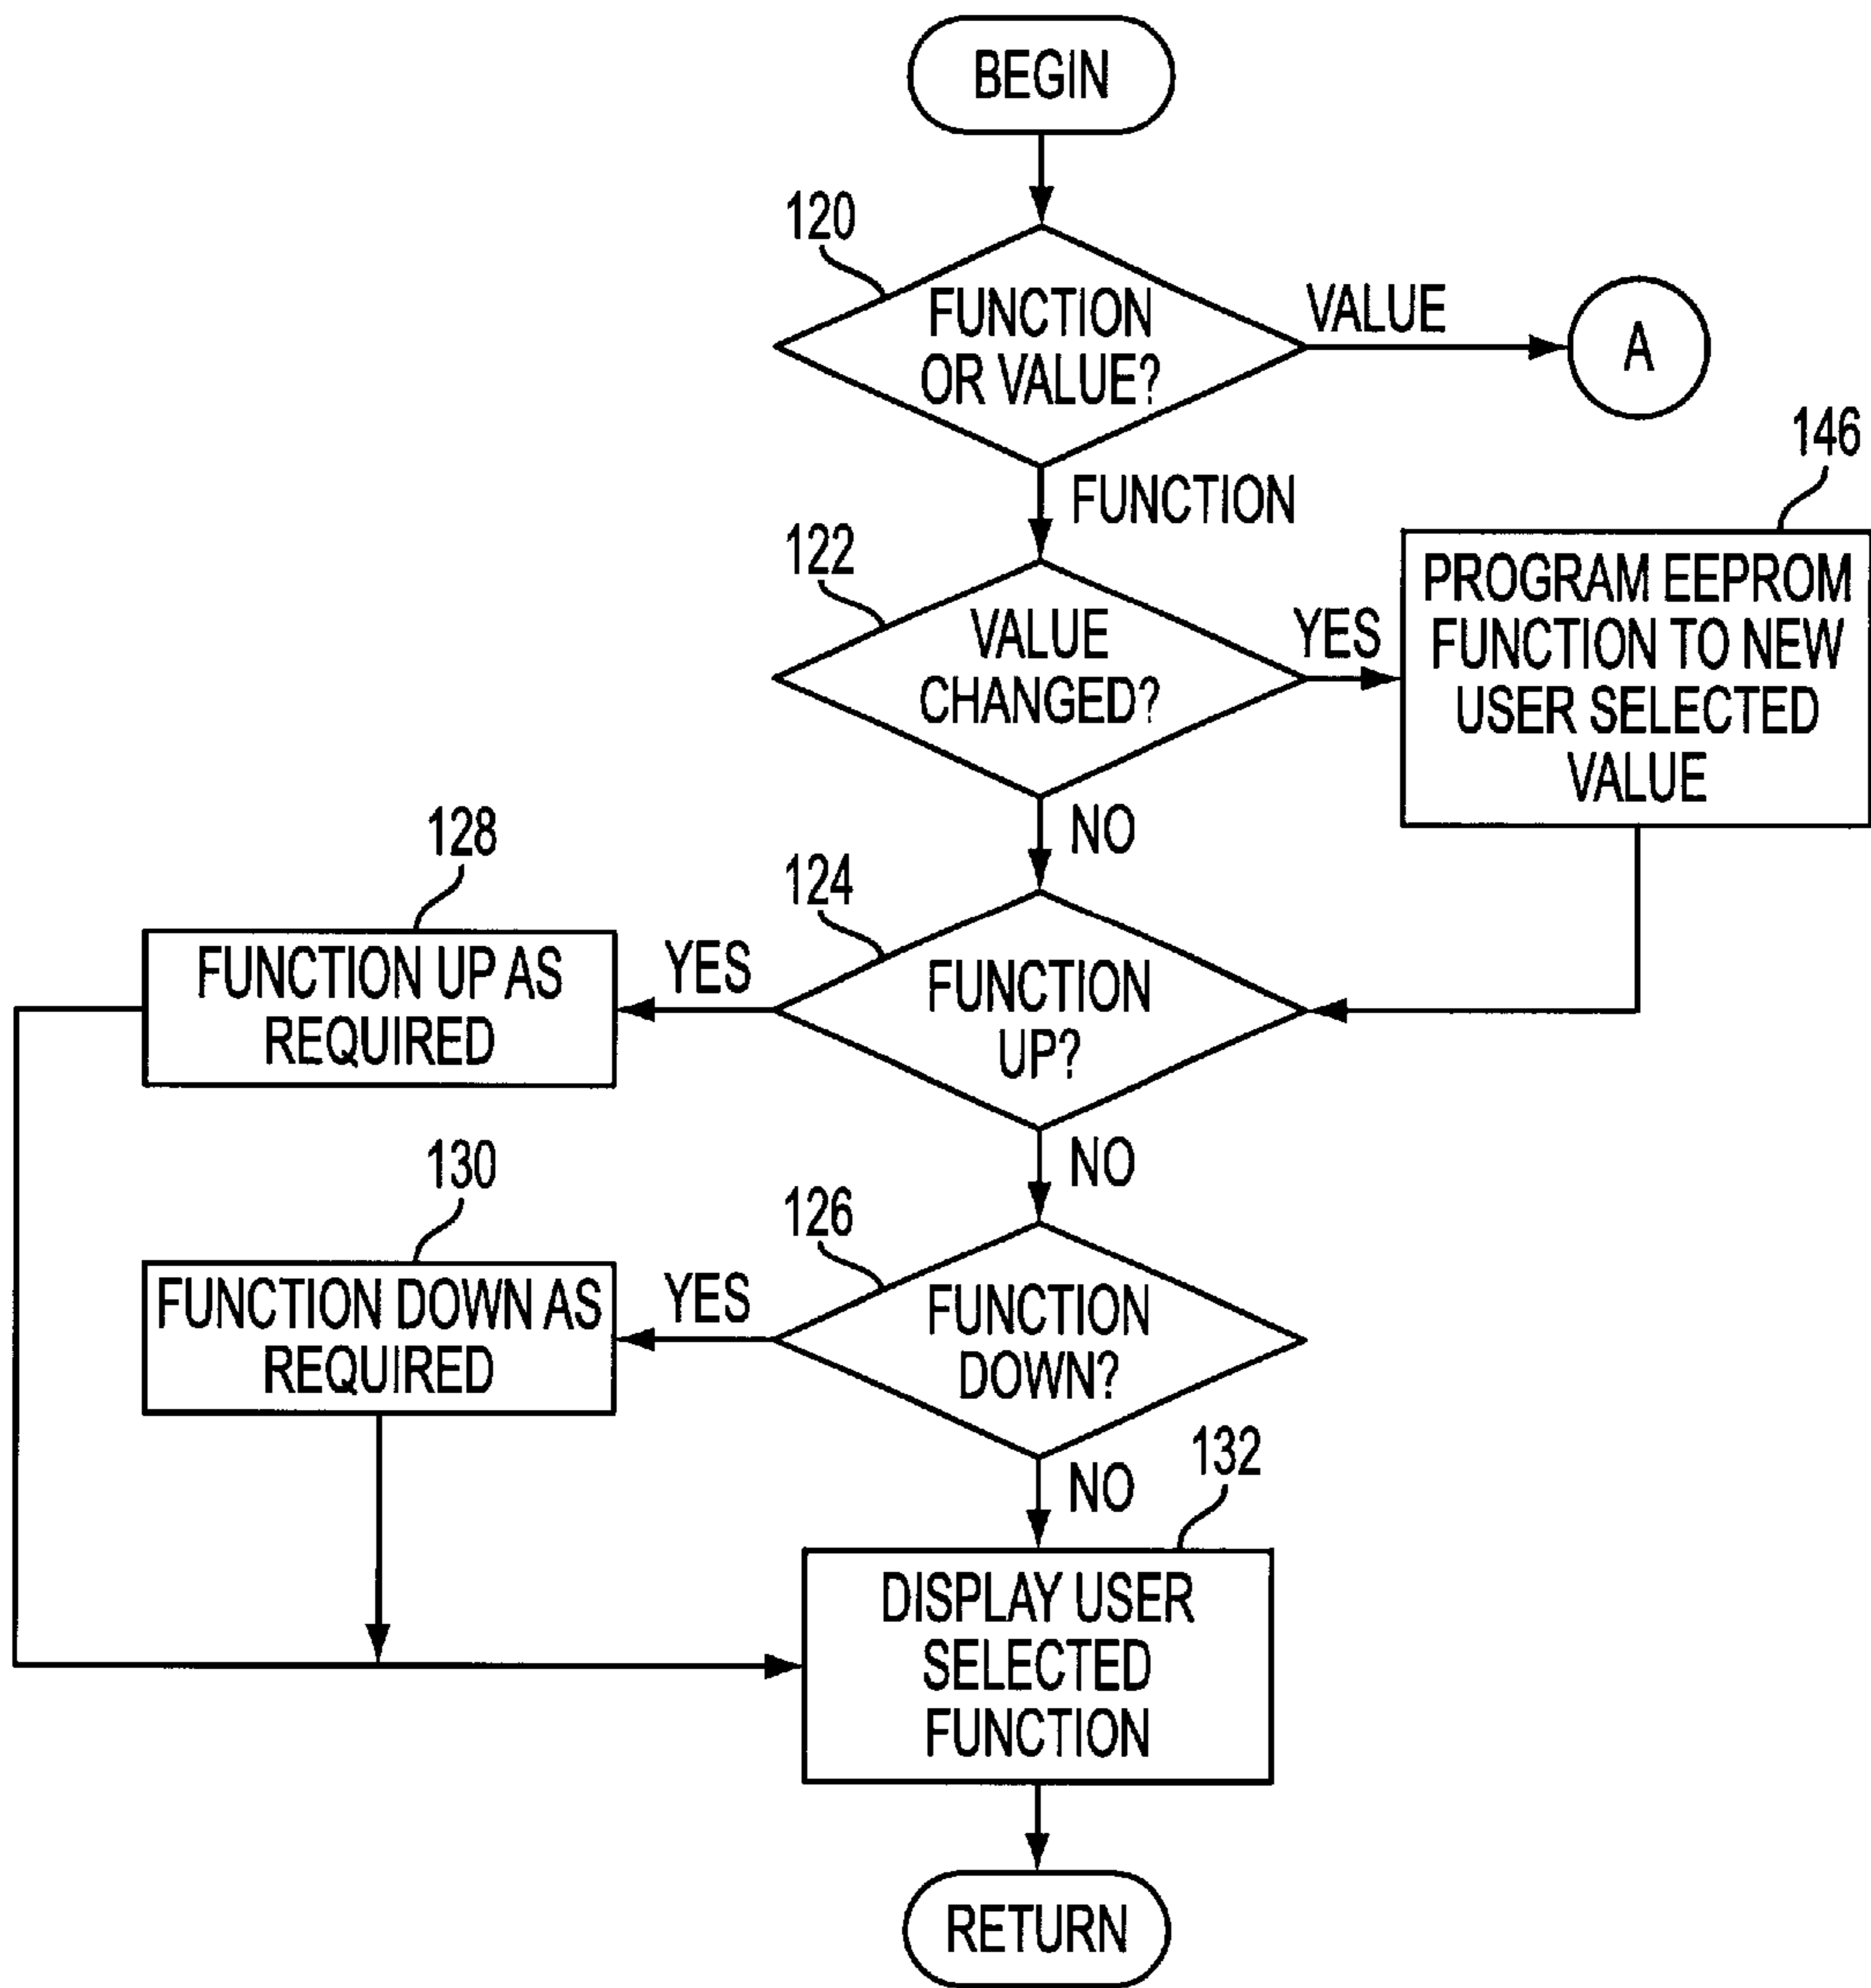 BEGIN
120
FUNCTION
OR VALUE?
VALUE
A
FUNCTION
146
PROGRAM EEPROM
FUNCTION TO NEW
USER SELECTED
VALUE
122
VALUE
CHANGED?
YES
NO
128
FUNCTION UP AS
REQUIRED
124
YES
FUNCTION
UP?
NO
130
FUNCTION DOWN AS
REQUIRED
126
YES
FUNCTION
DOWN?
NO
132
DISPLAY USER
SELECTED
FUNCTION
RETURN